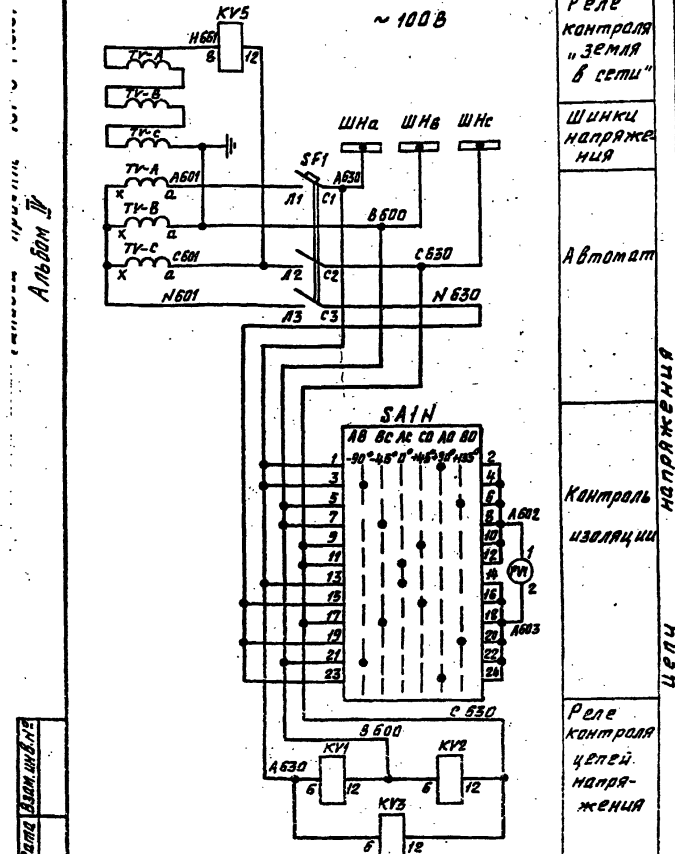 KV5
~100В
Н661
8
12
TV-A
TV-B
TV-C
ШНа
ШНв
ШНс
SF1
TV-A
А601
А630
x
a
Л1
С1
TV-B
В600
x
a
TV-C
С601
С630
x
a
Л2
С2
N601
N630
Л3
С3
SA1N
АВ ВС АС СО АО ВО
-90° -45° 0° +45° +90° +135°
1
2
3
4
5
6
7
8
9
10
11
12
13
14
15
16
17
18
19
20
21
22
23
24
А602
1
PV1
2
А603
С630
В600
А630
KV1
KV2
6
12
6
12
KV3
6
12
Реле
контроля
„Земля
в сети"
Шинки
напряже-
ния
Автомат
Контроль
изоляции
Реле
контроля
цепей
напря-
жения
напряжения
цепи
Альбом IV
Взам.инв.№
дата